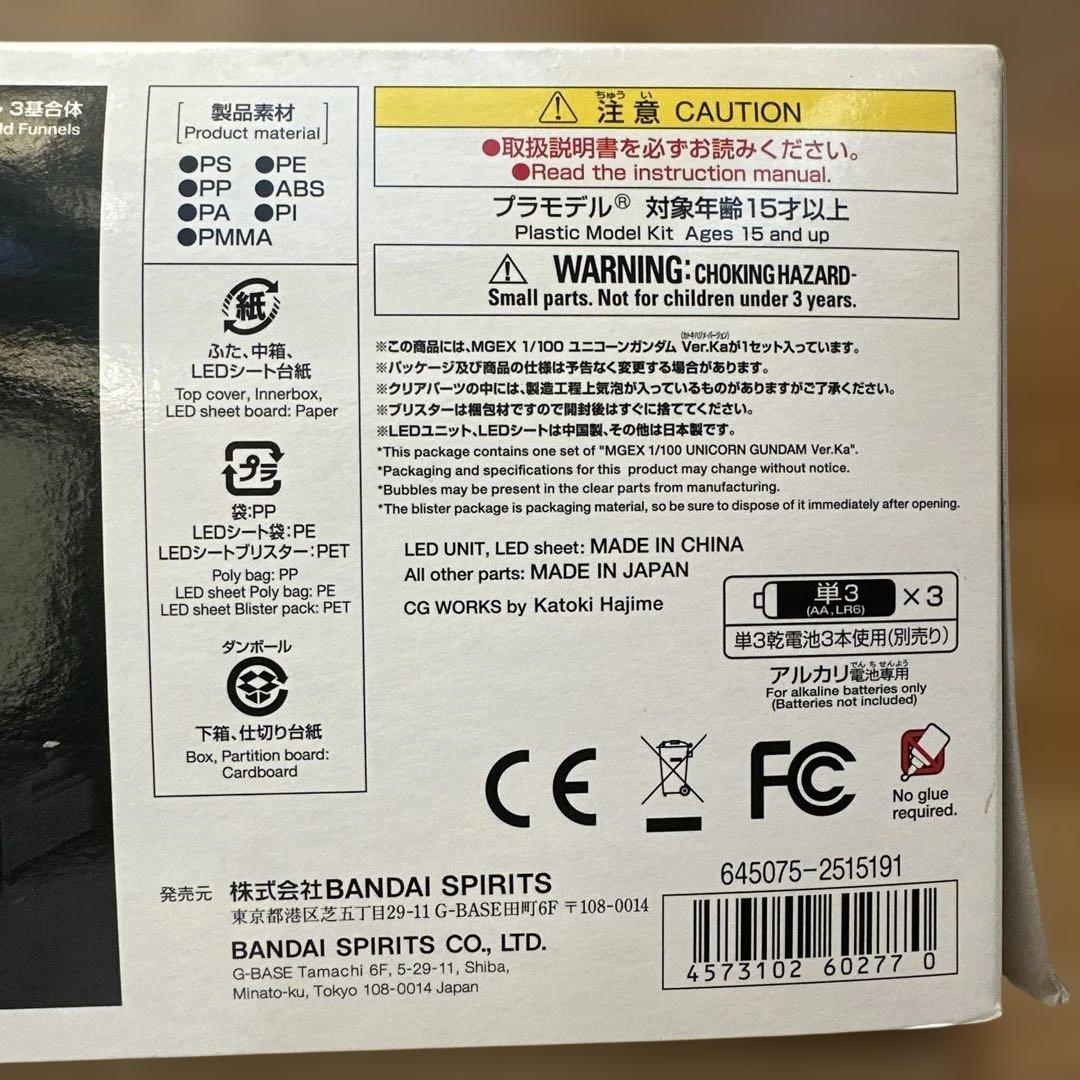 ・3基合体
ld Funnels
製品素材
Product material
●PS ●PE
●PP ●ABS
●PA ●PI
●PMMA
紙
ふた、中箱、
LEDシート台紙
Top cover, Innerbox,
LED sheet board: Paper
プラ
袋:PP
LEDシート袋:PE
LEDシートブリスター:PET
Poly bag: PP
LED sheet Poly bag: PE
LED sheet Blister pack: PET
ダンボール
下箱、仕切り台紙
Box, Partition board:
Cardboard
ちゅう い
注意 CAUTION
●取扱説明書を必ずお読みください。
●Read the instruction manual.
プラモデル® 対象年齢15才以上
Plastic Model Kit Ages 15 and up
WARNING: CHOKING HAZARD-
Small parts. Not for children under 3 years.
(カトキハジメ・バージョン)
※この商品には、MGEX 1/100 ユニコーンガンダム Ver.Kaが1セット入っています。
※パッケージ及び商品の仕様は予告なく変更する場合があります。
※クリアパーツの中には、製造工程上気泡が入っているものがありますがご了承ください。
※ブリスターは梱包材ですので開封後はすぐに捨ててください。
※LEDユニット、LEDシートは中国製、その他は日本製です。
*This package contains one set of "MGEX 1/100 UNICORN GUNDAM Ver.Ka".
*Packaging and specifications for this product may change without notice.
*Bubbles may be present in the clear parts from manufacturing.
*The blister package is packaging material, so be sure to dispose of it immediately after opening.
LED UNIT, LED sheet: MADE IN CHINA
All other parts: MADE IN JAPAN
CG WORKS by Katoki Hajime
単3
(AA, LR6)
×3
単3乾電池3本使用(別売り)
でんちせんよう
アルカリ電池専用
For alkaline batteries only
(Batteries not included)
CE
FC
No glue
required.
発売元 株式会社BANDAI SPIRITS
東京都港区芝五丁目29-11 G-BASE田町6F 〒108-0014
BANDAI SPIRITS CO., LTD.
G-BASE Tamachi 6F, 5-29-11, Shiba,
Minato-ku, Tokyo 108-0014 Japan
645075-2515191
4573102 60277 0